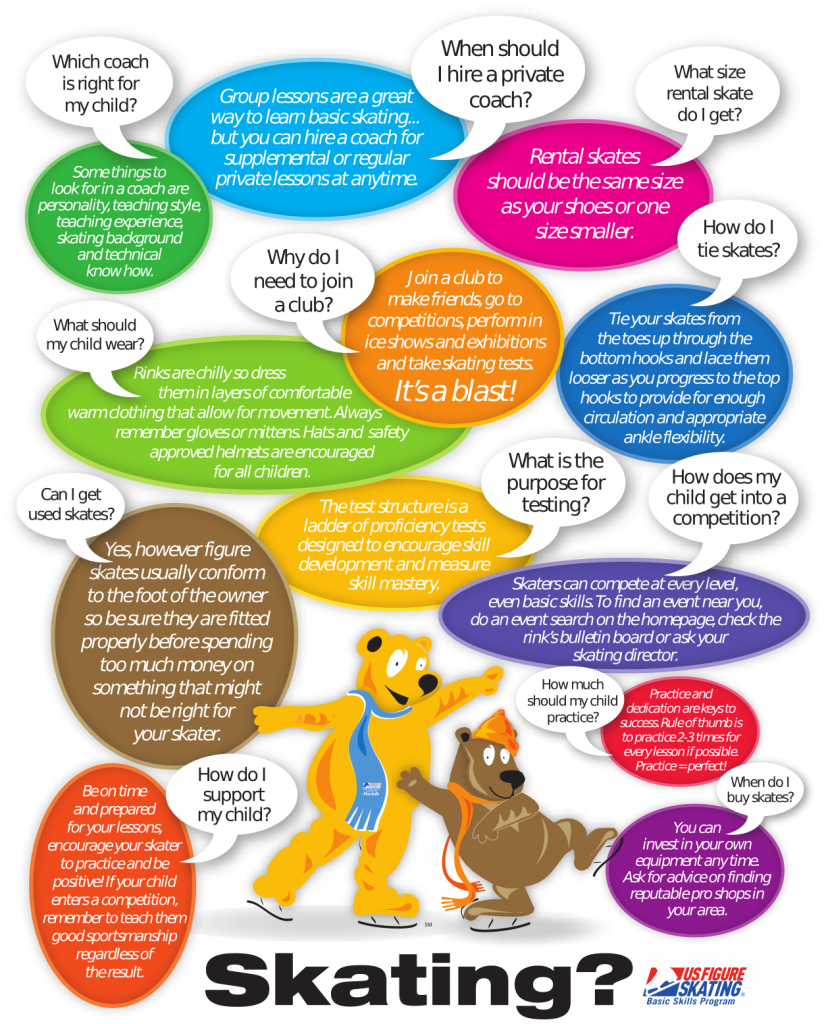 Which coach
is right for
my child?
Some things to
look for in a coach are
personality, teaching style,
teaching experience,
skating background
and technical
know how.
When should
I hire a private
coach?
Group lessons are a great
way to learn basic skating...
but you can hire a coach for
supplemental or regular
private lessons at anytime.
What size
rental skate
do I get?
Rental skates
should be the same size
as your shoes or one
size smaller.
How do I
tie skates?
Tie your skates from
the toes up through the
bottom hooks and lace them
looser as you progress to the top
hooks to provide for enough
circulation and appropriate
ankle flexibility.
Why do I
need to join
a club?
Join a club to
make friends, go to
competitions, perform in
ice shows and exhibitions
and take skating tests.
It's a blast!
What should
my child wear?
Rinks are chilly so dress
them in layers of comfortable
warm clothing that allow for movement. Always
remember gloves or mittens. Hats and safety
approved helmets are encouraged
for all children.
What is the
purpose for
testing?
The test structure is a
ladder of proficiency tests
designed to encourage skill
development and measure
skill mastery.
How does my
child get into a
competition?
Skaters can compete at every level,
even basic skills. To find an event near you,
do an event search on the homepage, check the
rink's bulletin board or ask your
skating director.
Can I get
used skates?
Yes, however figure
skates usually conform
to the foot of the owner
so be sure they are fitted
properly before spending
too much money on
something that might
not be right for
your skater.
How much
should my child
practice?
Practice and
dedication are keys to
success. Rule of thumb is
to practice 2-3 times for
every lesson if possible.
Practice = perfect!
How do I
support
my child?
Be on time
and prepared
for your lessons,
encourage your skater
to practice and be
positive! If your child
enters a competition,
remember to teach them
good sportsmanship
regardless of
the result.
When do I
buy skates?
You can
invest in your own
equipment any time.
Ask for advice on finding
reputable pro shops in
your area.
SM
Skating?
US FIGURE
SKATING®
Basic Skills Program